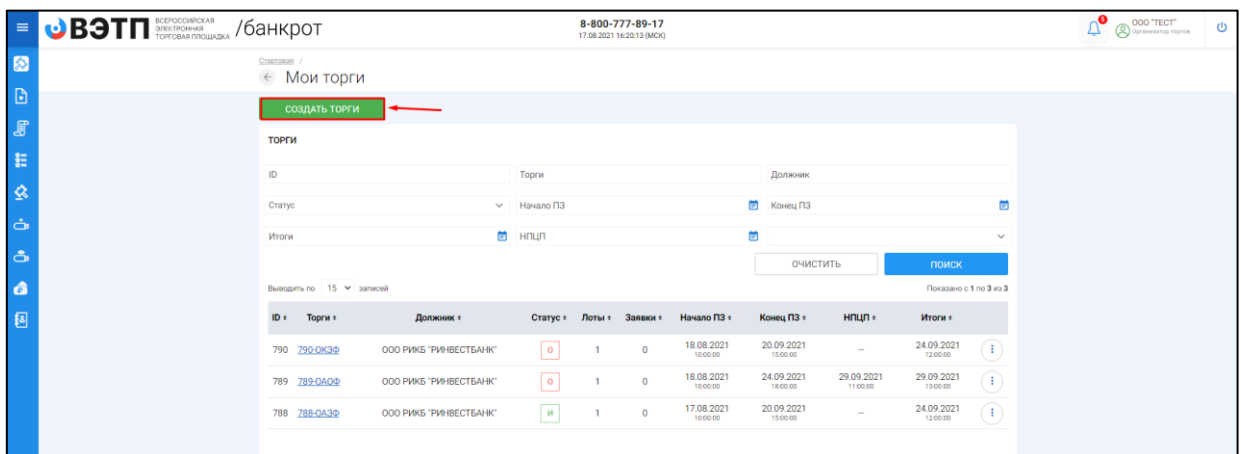 ВЭТП ВСЕРОССИЙСКАЯ ЭЛЕКТРОННАЯ ТОРГОВАЯ ПЛОЩАДКА /банкрот
8-800-777-89-17
17.08.2021 16:20:13 (МСК)
5
ООО "ТЕСТ"
Организатор торгов
Стартовая /
Мои торги
СОЗДАТЬ ТОРГИ
ТОРГИ
ID Торги Должник
Статус Начало ПЗ Конец ПЗ
Итоги НПЦП
ОЧИСТИТЬ ПОИСК
Выводить по 15 записей Показано с 1 по 3 из 3
ID Торги Должник Статус Лоты Заявки Начало ПЗ Конец ПЗ НПЦП Итоги
790 790-ОКЗФ ООО РИКБ "РИНВЕСТБАНК" О 1 0 18.08.2021 20.09.2021 — 24.09.2021
10:00:00 15:00:00 12:00:00
789 789-ОАОФ ООО РИКБ "РИНВЕСТБАНК" О 1 0 18.08.2021 24.09.2021 29.09.2021 29.09.2021
10:00:00 18:00:00 11:00:00 13:00:00
788 788-ОАЗФ ООО РИКБ "РИНВЕСТБАНК" И 1 0 17.08.2021 20.09.2021 — 24.09.2021
10:00:00 15:00:00 12:00:00